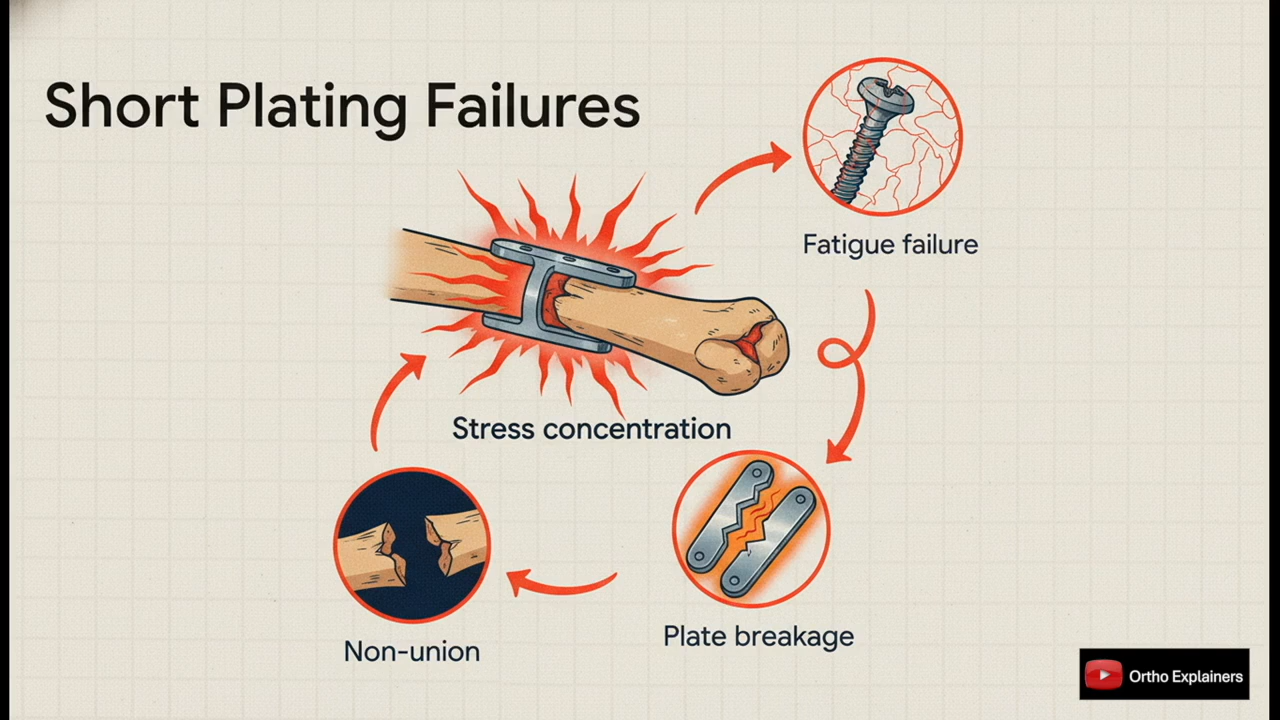 Short Plating Failures
Fatigue failure
Stress concentration
Plate breakage
Non-union
Ortho Explainers